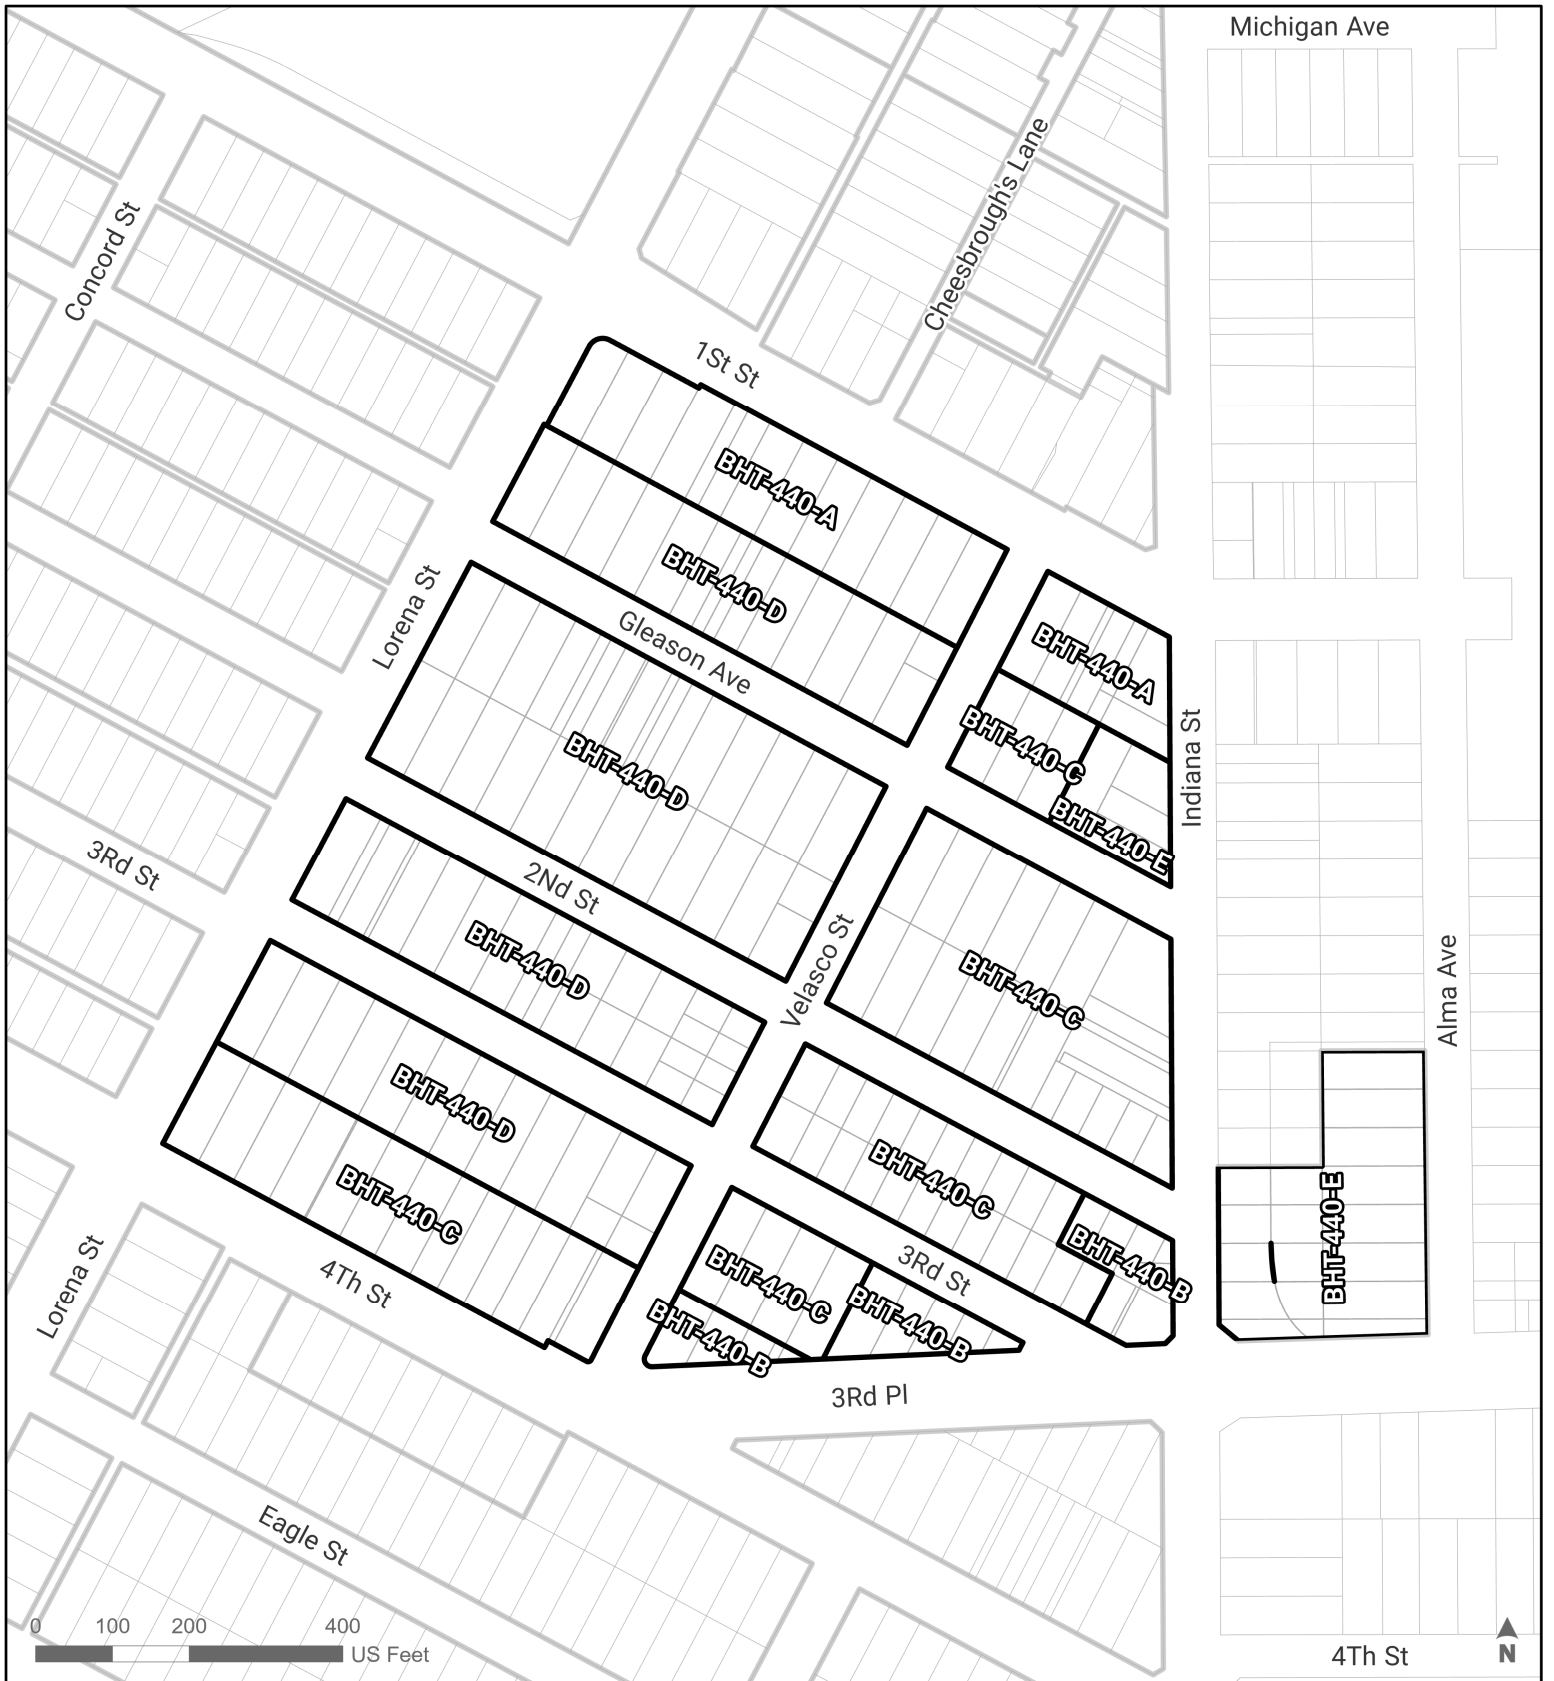 Michigan Ave
Cheesbrough's Lane
Concord St
1St St
BHT-440-A
BHT-440-D
Lorena St
Gleason Ave
BHT-440-A
BHT-440-C
Indiana St
BHT-440-D
BHT-440-E
3Rd St
2Nd St
BHT-440-D
Velasco St
BHT-440-C
Alma Ave
BHT-440-D
BHT-440-C
BHT-440-C
BHT-440-B
BHT-440-E
Lorena St
4Th St
BHT-440-C
3Rd St
BHT-440-B
BHT-440-B
3Rd Pl
Eagle St
0 100 200 400
US Feet
4Th St
N